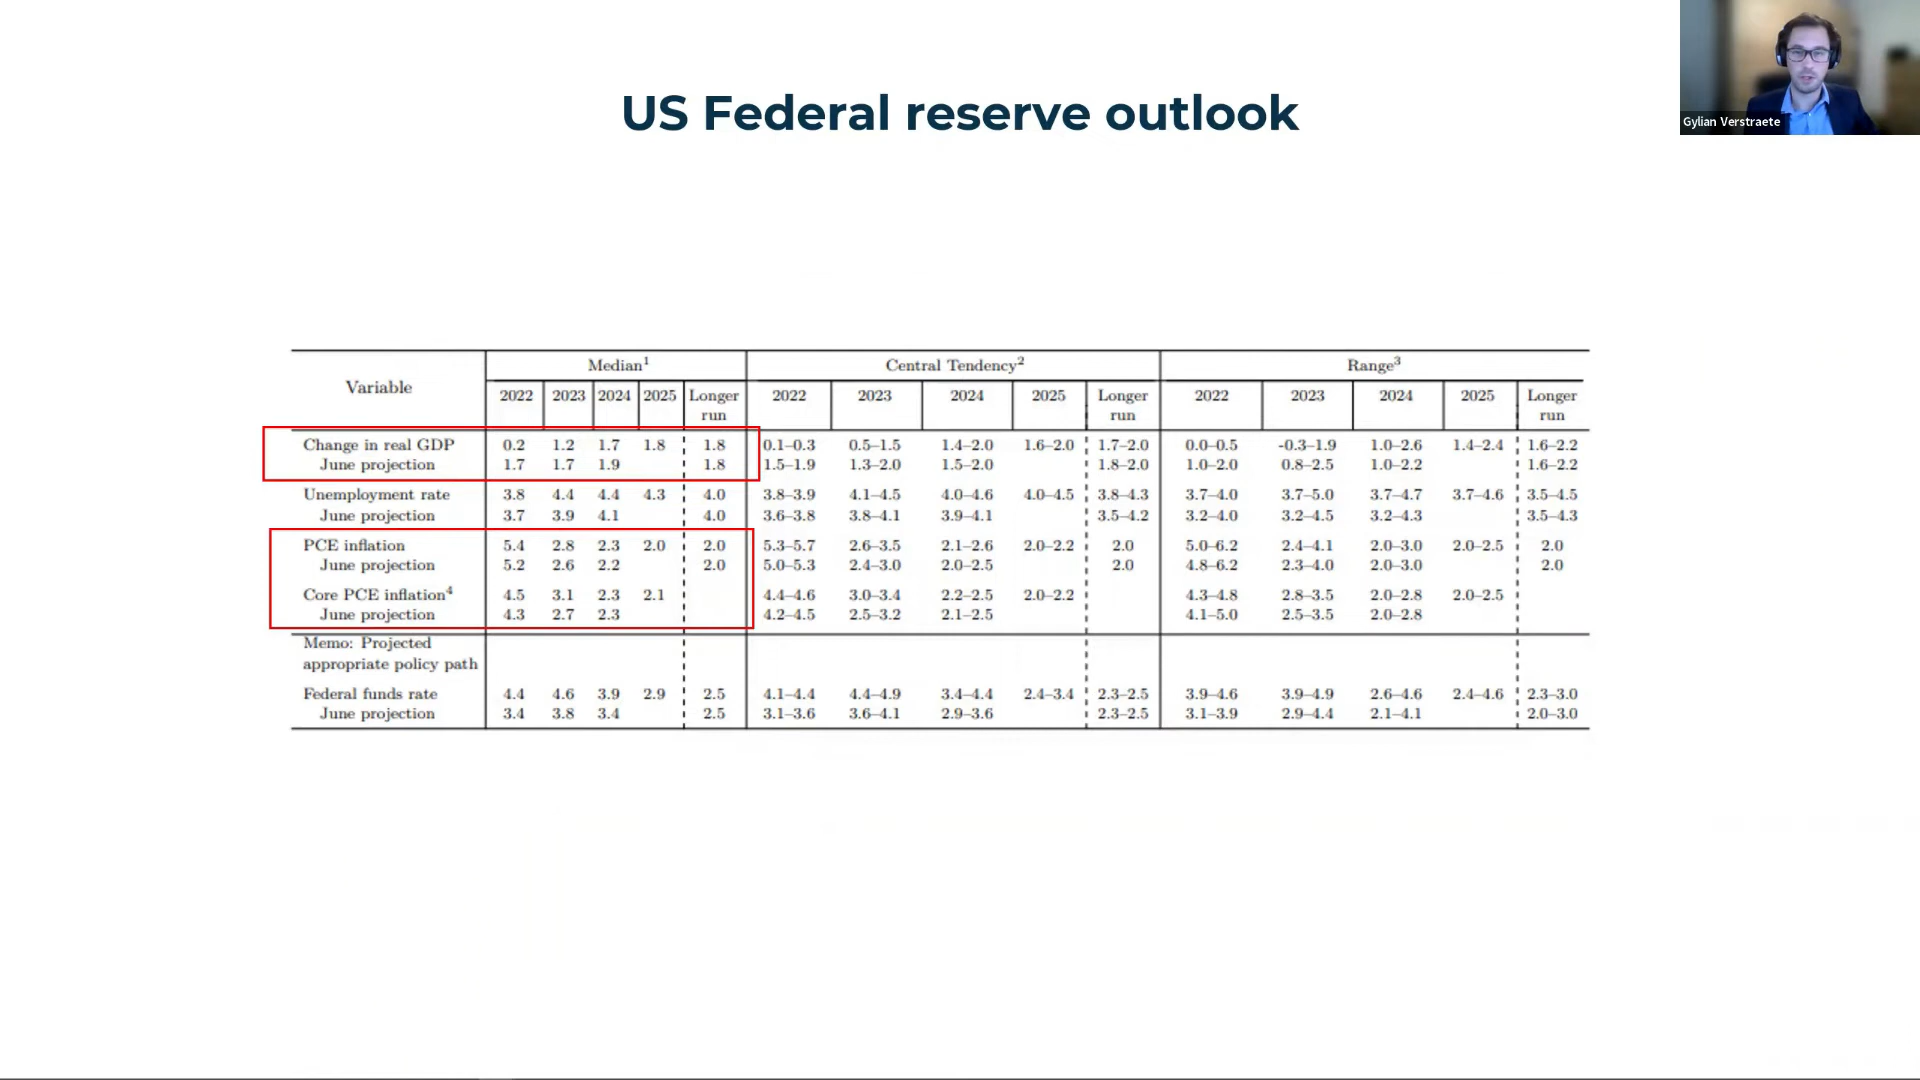 US Federal reserve outlook
Gylian Verstraete
Variable Median1 Central Tendency2 Range3
2022 2023 2024 2025 Longer run 2022 2023 2024 2025 Longer run 2022 2023 2024 2025 Longer run
Change in real GDP 0.2 1.2 1.7 1.8 1.8 0.1–0.3 0.5–1.5 1.4–2.0 1.6–2.0 1.7–2.0 0.0–0.5 -0.3–1.9 1.0–2.6 1.4–2.4 1.6–2.2
June projection 1.7 1.7 1.9 1.8 1.5–1.9 1.3–2.0 1.5–2.0 1.8–2.0 1.0–2.0 0.8–2.5 1.0–2.2 1.6–2.2
Unemployment rate 3.8 4.4 4.4 4.3 4.0 3.8–3.9 4.1–4.5 4.0–4.6 4.0–4.5 3.8–4.3 3.7–4.0 3.7–5.0 3.7–4.7 3.7–4.6 3.5–4.5
June projection 3.7 3.9 4.1 4.0 3.6–3.8 3.8–4.1 3.9–4.1 3.5–4.2 3.2–4.0 3.2–4.5 3.2–4.3 3.5–4.3
PCE inflation 5.4 2.8 2.3 2.0 2.0 5.3–5.7 2.6–3.5 2.1–2.6 2.0–2.2 2.0 5.0–6.2 2.4–4.1 2.0–3.0 2.0–2.5 2.0
June projection 5.2 2.6 2.2 2.0 5.0–5.3 2.4–3.0 2.0–2.5 2.0 4.8–6.2 2.3–4.0 2.0–3.0 2.0
Core PCE inflation4 4.5 3.1 2.3 2.1 4.4–4.6 3.0–3.4 2.2–2.5 2.0–2.2 4.3–4.8 2.8–3.5 2.0–2.8 2.0–2.5
June projection 4.3 2.7 2.3 4.2–4.5 2.5–3.2 2.1–2.5 4.1–5.0 2.5–3.5 2.0–2.8
Memo: Projected
appropriate policy path
Federal funds rate 4.4 4.6 3.9 2.9 2.5 4.1–4.4 4.4–4.9 3.4–4.4 2.4–3.4 2.3–2.5 3.9–4.6 3.9–4.9 2.6–4.6 2.4–4.6 2.3–3.0
June projection 3.4 3.8 3.4 2.5 3.1–3.6 3.6–4.1 2.9–3.6 2.3–2.5 3.1–3.9 2.9–4.4 2.1–4.1 2.0–3.0